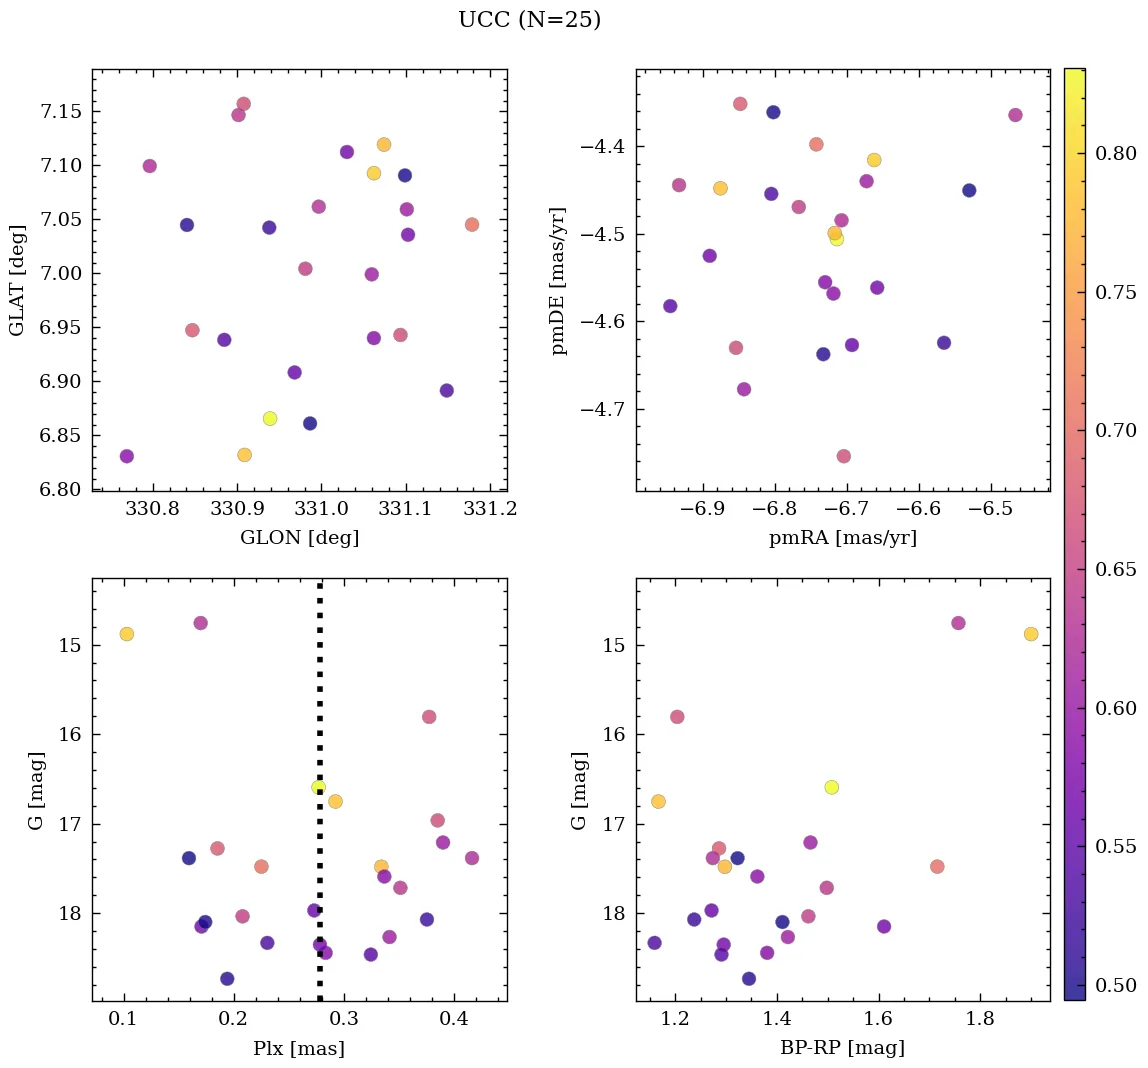 UCC (N=25)
7.15
7.10
7.05
7.00
6.95
6.90
6.85
6.80
GLAT [deg]
330.8 330.9 331.0 331.1 331.2
GLON [deg]
−4.4
−4.5
−4.6
−4.7
pmDE [mas/yr]
−6.9 −6.8 −6.7 −6.6 −6.5
pmRA [mas/yr]
0.80
0.75
0.70
0.65
0.60
0.55
0.50
15
16
17
18
G [mag]
0.1 0.2 0.3 0.4
Plx [mas]
15
16
17
18
G [mag]
1.2 1.4 1.6 1.8
BP-RP [mag]